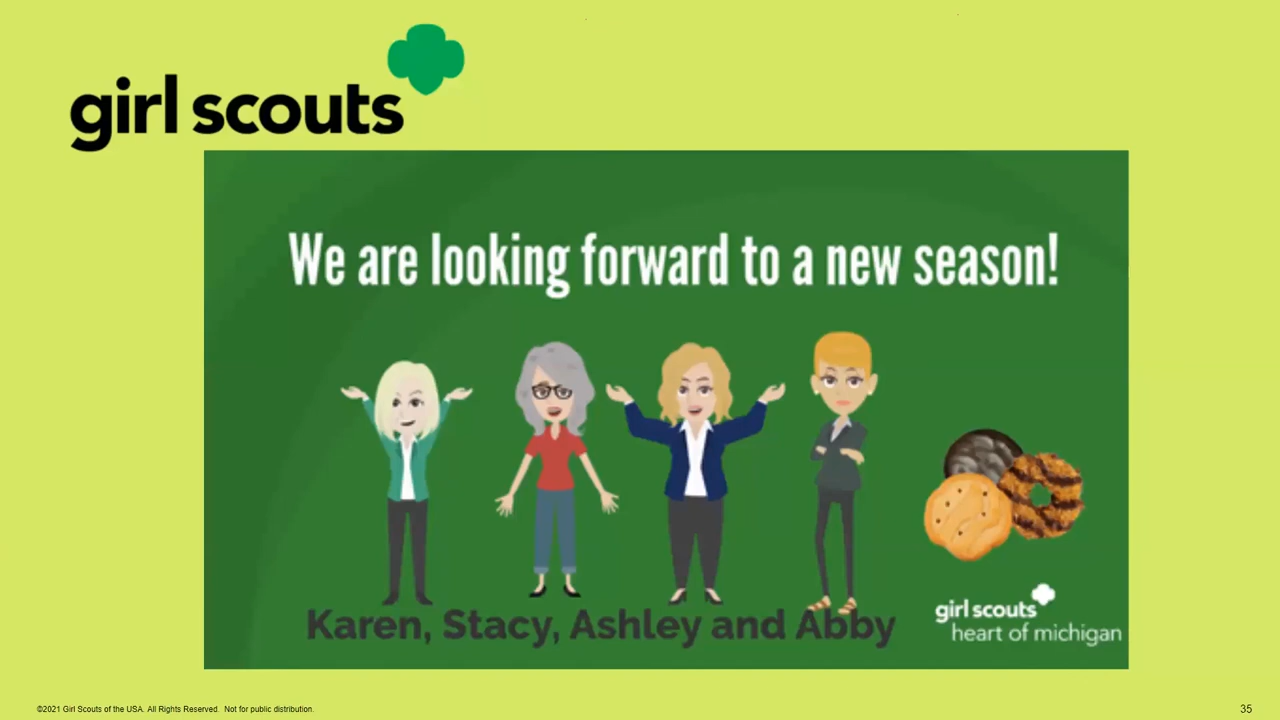 girl scouts
We are looking forward to a new season!
Karen, Stacy, Ashley and Abby
girl scouts
heart of michigan
©2021 Girl Scouts of the USA. All Rights Reserved. Not for public distribution.
35